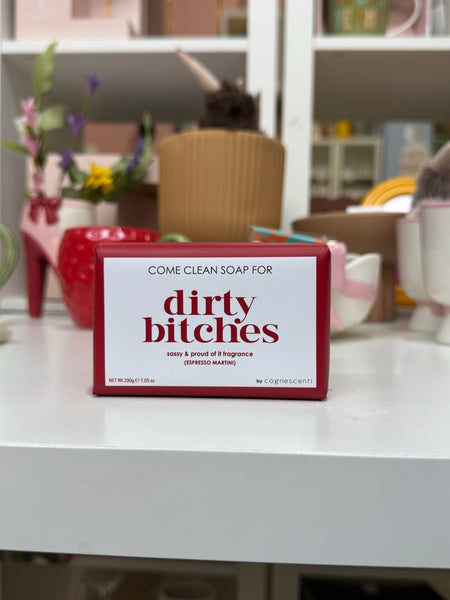 COME CLEAN SOAP FOR
dirty
bitches
sassy & proud of it fragrance
(ESPRESSO MARTINI)
NET WT 200g ℮ 7.05 oz
by cognescenti